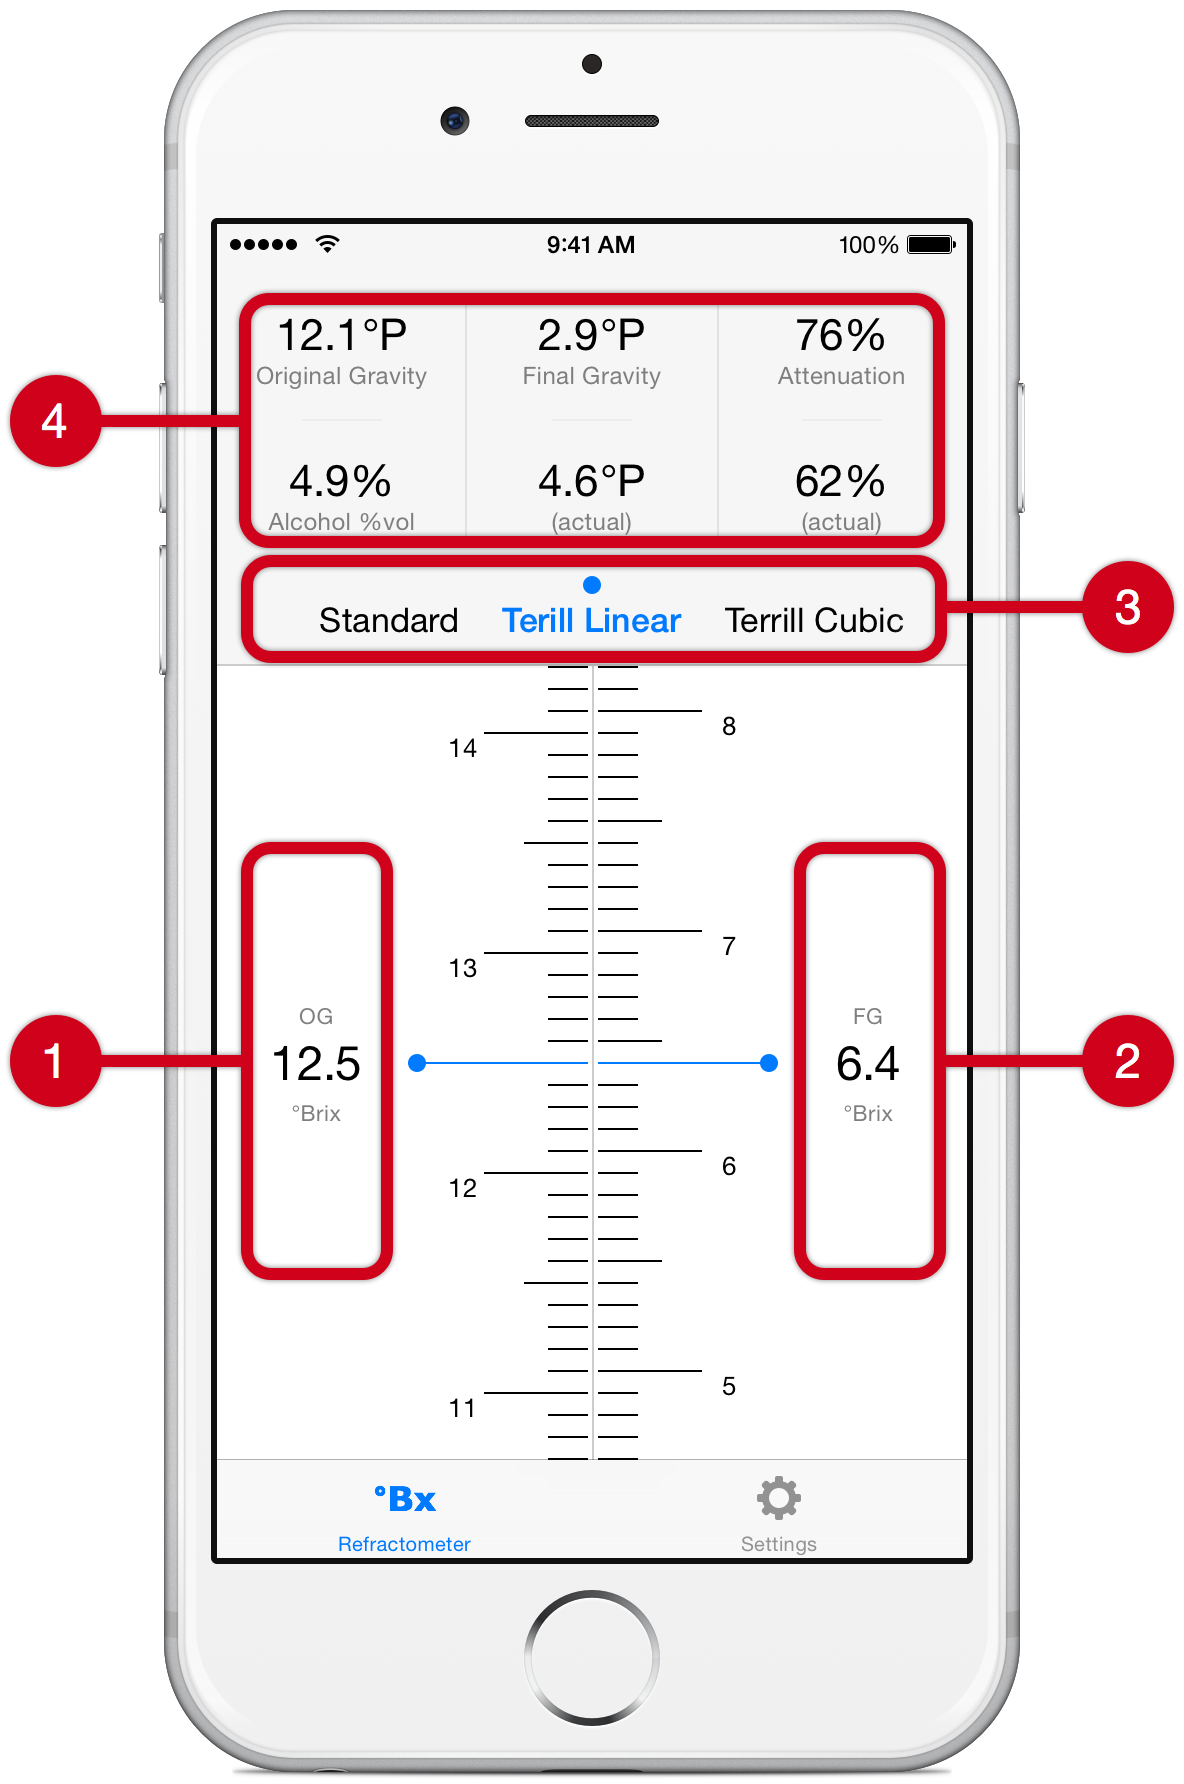 9:41 AM
100%
12.1°P 2.9°P 76%
Original Gravity Final Gravity Attenuation
4
4.9% 4.6°P 62%
Alcohol %vol (actual) (actual)
3
Standard Terill Linear Terrill Cubic
8
14
7
13
OG FG
1 12.5 6.4 2
°Brix °Brix
6
12
5
11
°Bx
Refractometer Settings